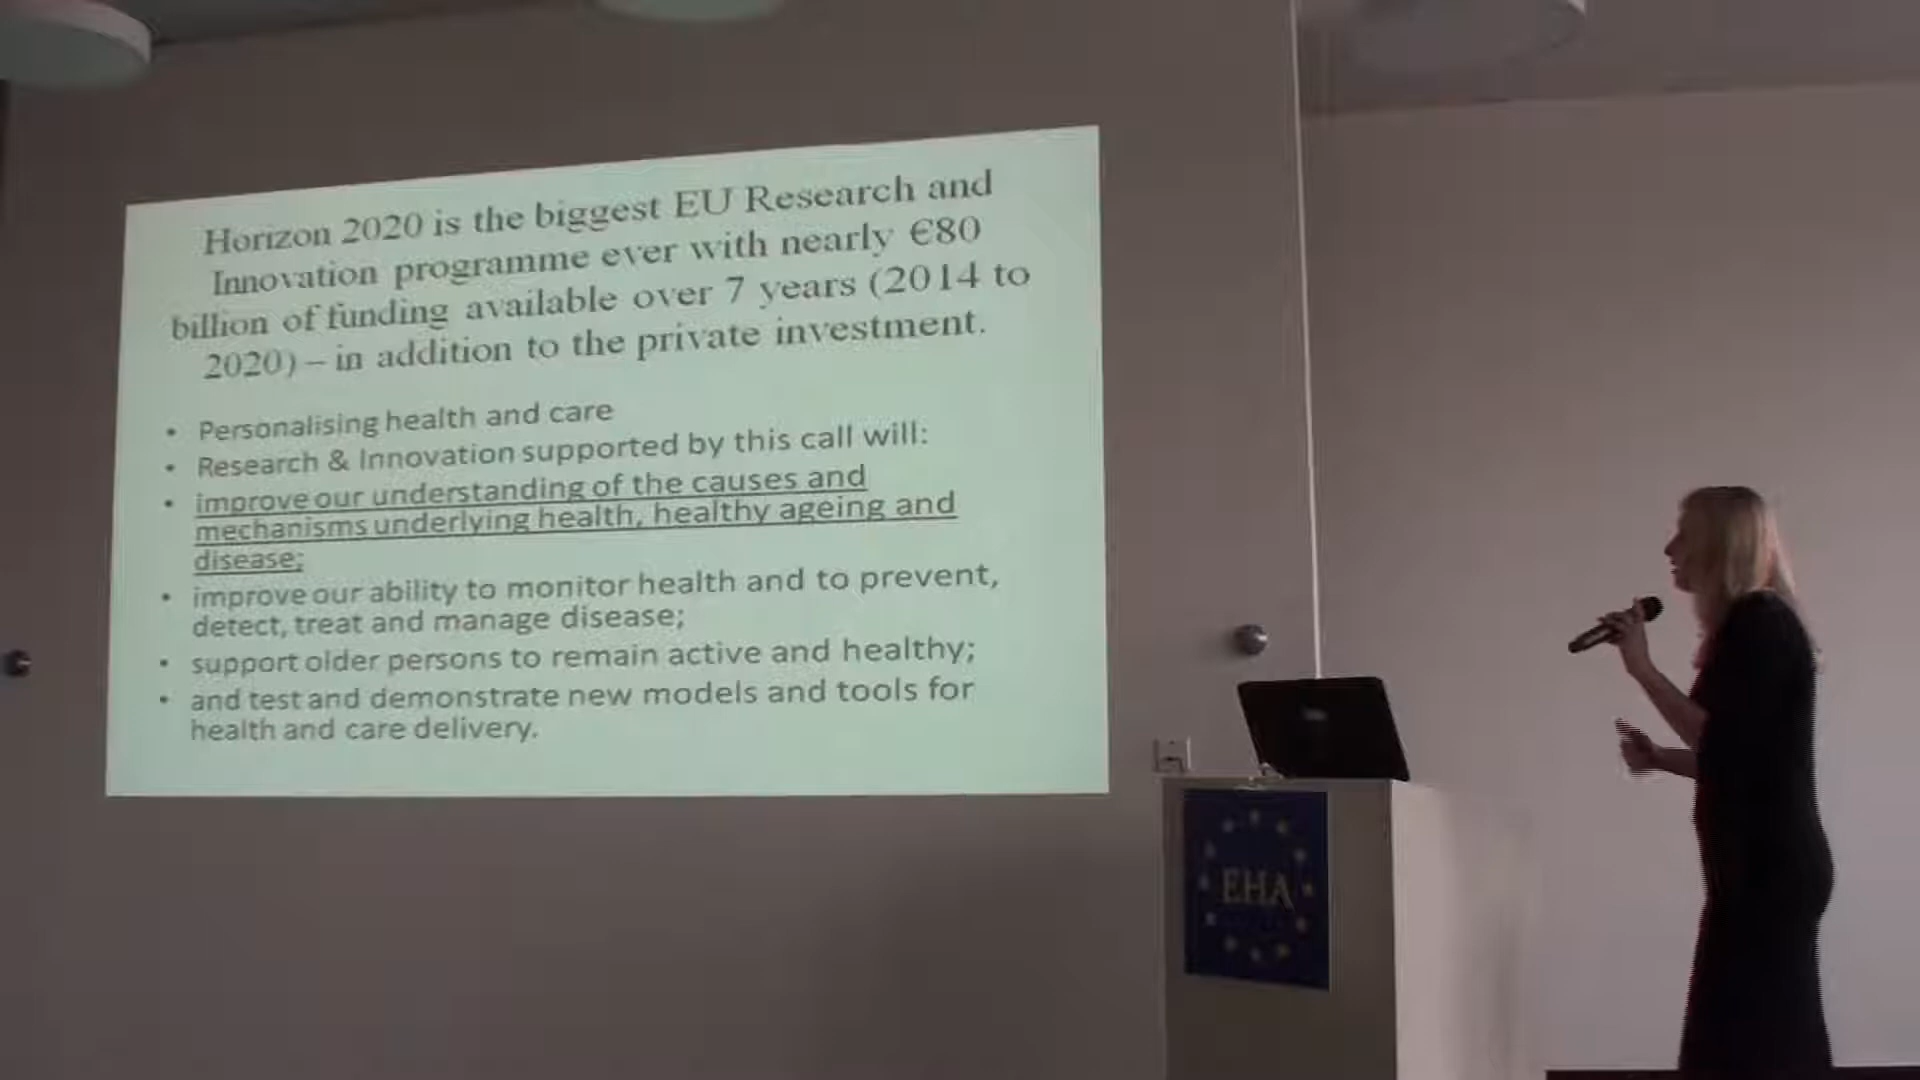 Horizon 2020 is the biggest EU Research and
Innovation programme ever with nearly €80
billion of funding available over 7 years (2014 to
2020) – in addition to the private investment.
• Personalising health and care
• Research & Innovation supported by this call will:
• improve our understanding of the causes and
mechanisms underlying health, healthy ageing and
disease;
• improve our ability to monitor health and to prevent,
detect, treat and manage disease;
• support older persons to remain active and healthy;
• and test and demonstrate new models and tools for
health and care delivery.
EHA